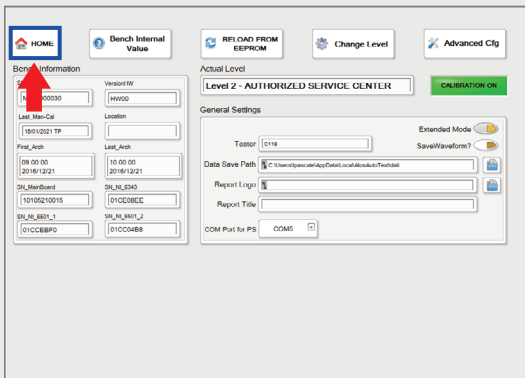 HOME
Bench Internal
Value
RELOAD FROM
EEPROM
Change Level
Advanced Cfg
Bench Information
Actual Level
VersionHW
Level 2 - AUTHORIZED SERVICE CENTER
CALIBRATION ON
HW00
Last_Man-Cal
Location
General Settings
18/01/2021 TP
Extended Mode
First_Arch
Last_Arch
Tester
C118
SaveWaveform?
09.00.00
2016/12/21
10.00.00
2016/12/21
Data Save Path
Report Logo
SN_MainBoard
SN_NI_6343
10105210015
01CE08EE
Report Title
SN_NI_6601_1
SN_NI_6601_2
COM Port for PS
COM5
01CCEBF0
01CC04B8